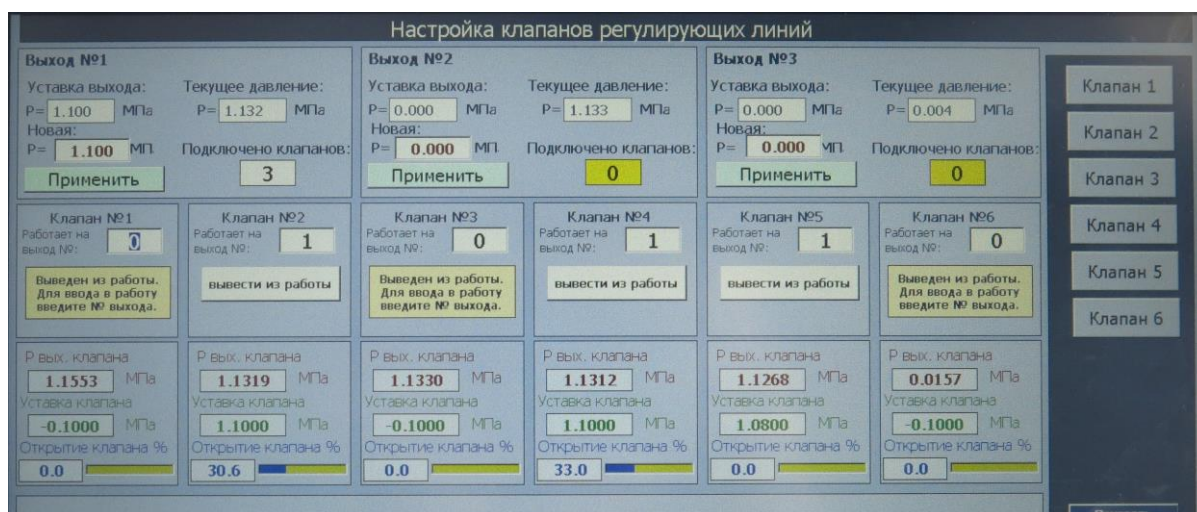 Настройка клапанов регулирующих линий
Выход №1
Уставка выхода: Текущее давление:
P= 1.100 МПа P= 1.132 МПа
Новая:
P= 1.100 МП Подключено клапанов:
Применить 3
Выход №2
Уставка выхода: Текущее давление:
P= 0.000 МПа P= 1.133 МПа
Новая:
P= 0.000 МП Подключено клапанов:
Применить 0
Выход №3
Уставка выхода: Текущее давление:
P= 0.000 МПа P= 0.004 МПа
Новая:
P= 0.000 МП Подключено клапанов:
Применить 0
Клапан №1
Работает на
выход №: 0
Выведен из работы.
Для ввода в работу
введите № выхода.
Клапан №2
Работает на
выход №: 1
вывести из работы
Клапан №3
Работает на
выход №: 0
Выведен из работы.
Для ввода в работу
введите № выхода.
Клапан №4
Работает на
выход №: 1
вывести из работы
Клапан №5
Работает на
выход №: 1
вывести из работы
Клапан №6
Работает на
выход №: 0
Выведен из работы.
Для ввода в работу
введите № выхода.
P вых. клапана
1.1553 МПа
Уставка клапана
-0.1000 МПа
Открытие клапана %
0.0
P вых. клапана
1.1319 МПа
Уставка клапана
1.1000 МПа
Открытие клапана %
30.6
P вых. клапана
1.1330 МПа
Уставка клапана
-0.1000 МПа
Открытие клапана %
0.0
P вых. клапана
1.1312 МПа
Уставка клапана
1.1000 МПа
Открытие клапана %
33.0
P вых. клапана
1.1268 МПа
Уставка клапана
1.0800 МПа
Открытие клапана %
0.0
P вых. клапана
0.0157 МПа
Уставка клапана
-0.1000 МПа
Открытие клапана %
0.0
Клапан 1
Клапан 2
Клапан 3
Клапан 4
Клапан 5
Клапан 6